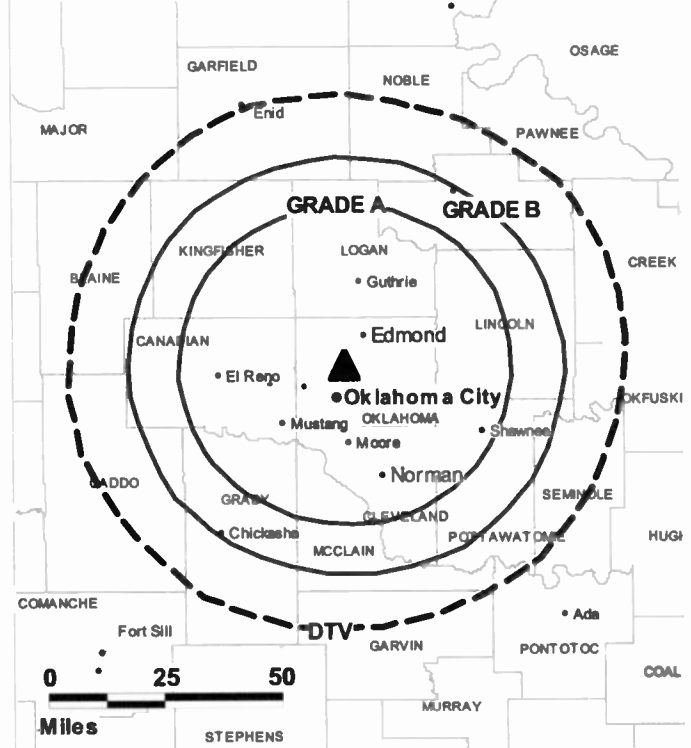 OSAGE
GARFIELD
NOBLE
Enid
MAJOR
PAWNEE
GRADE A
GRADE B
KINGFISHER
LOGAN
CREEK
BLAINE
Guthrie
LINCOLN
Edmond
CANADIAN
El Reno
Oklahoma City
OKFUSKI
OKLAHOMA
Mustang
Shawnee
Moore
Norman
CADDO
SEMINOLE
GRADY
CLEVELAND
Chickasha
POTTAWATOMIE
HUGH
MCCLAIN
COMANCHE
Ada
Fort Sill
DTV
GARVIN
PONTOTOC
0 25 50
COAL
Miles
MURRAY
STEPHENS